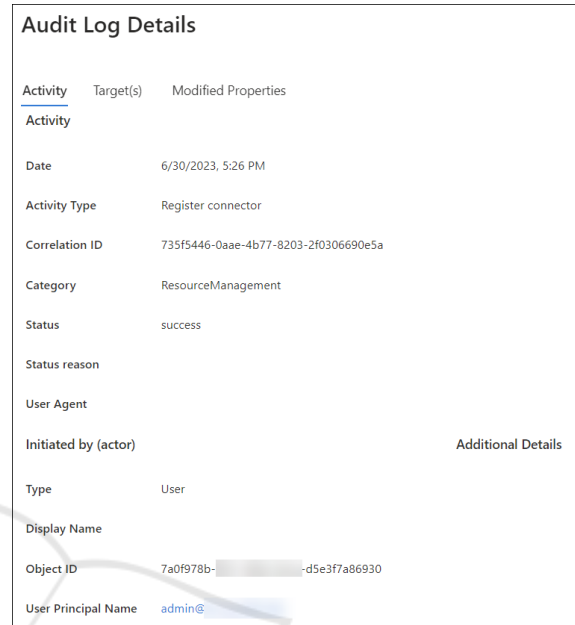 Audit Log Details
Activity Target(s) Modified Properties
Activity
Date 6/30/2023, 5:26 PM
Activity Type Register connector
Correlation ID 735f5446-0aae-4b77-8203-2f0306690e5a
Category ResourceManagement
Status success
Status reason
User Agent
Initiated by (actor) Additional Details
Type User
Display Name
Object ID 7a0f978b- -d5e3f7a86930
User Principal Name admin@